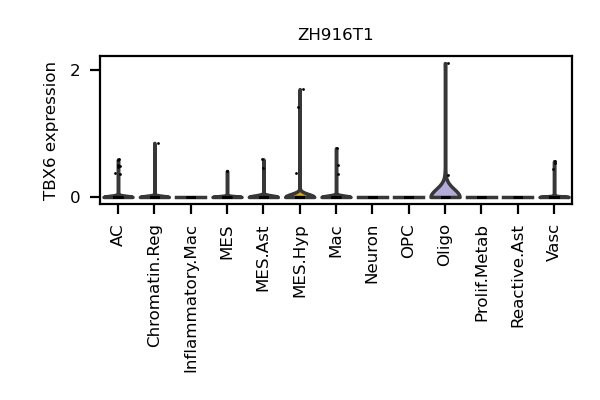 ZH916T1
TBX6 expression
2
0
AC
Chromatin.Reg
Inflammatory.Mac
MES
MES.Ast
MES.Hyp
Mac
Neuron
OPC
Oligo
Prolif.Metab
Reactive.Ast
Vasc